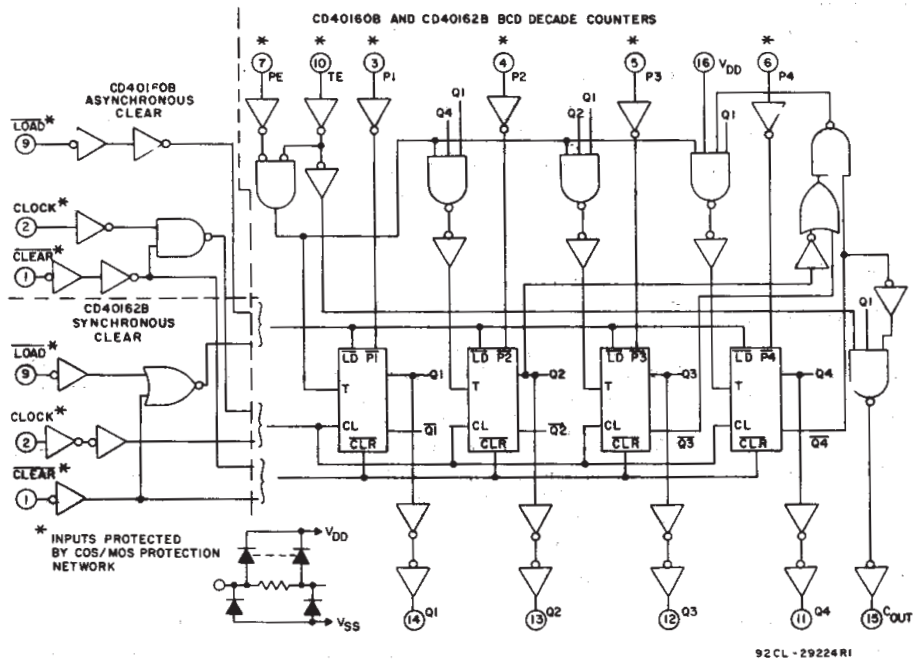 CD40160B AND CD40162B BCD DECADE COUNTERS
* * * * * *
7 10 3 4 5 16 6
PE TE P1 P2 P3 VDD P4
CD40160B
ASYNCHRONOUS
CLEAR
LOAD*
9
Q4 Q1
Q2 Q1
Q1
CLOCK*
2
CLEAR*
1
CD40162B
SYNCHRONOUS
CLEAR
Q1
LOAD*
9
LD P1 LD P2 LD P3 LD P4
T Q1 T Q2 T Q3 T Q4
CLOCK*
2
CL Q1 CL Q2 CL Q3 CL Q4
CLR CLR CLR CLR
CLEAR*
1
* INPUTS PROTECTED
BY COS/MOS PROTECTION
NETWORK
VDD
VSS
14 Q1 13 Q2 12 Q3 11 Q4 15 COUT
92CL-29224R1